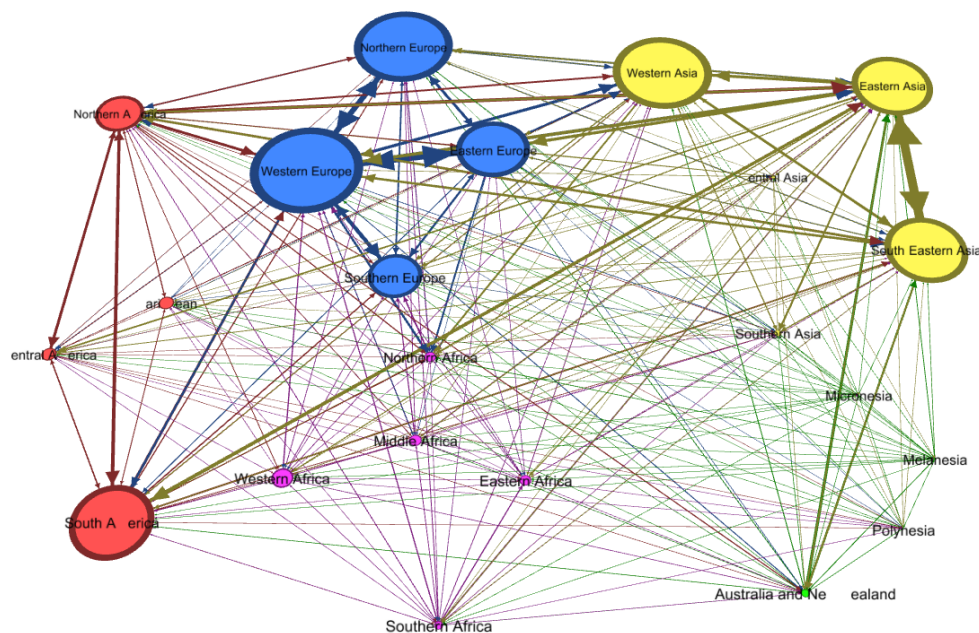 Northern Europe
Western Asia
Eastern Asia
Northern A erica
Eastern Europe
Western Europe
entral Asia
South Eastern Asia
Southern Europe
an ean
Southern Asia
entral A erica
Northern Africa
Micronesia
Middle Africa
Melanesia
Western Africa
Eastern Africa
South A erica
Polynesia
Australia and Ne ealand
Southern Africa